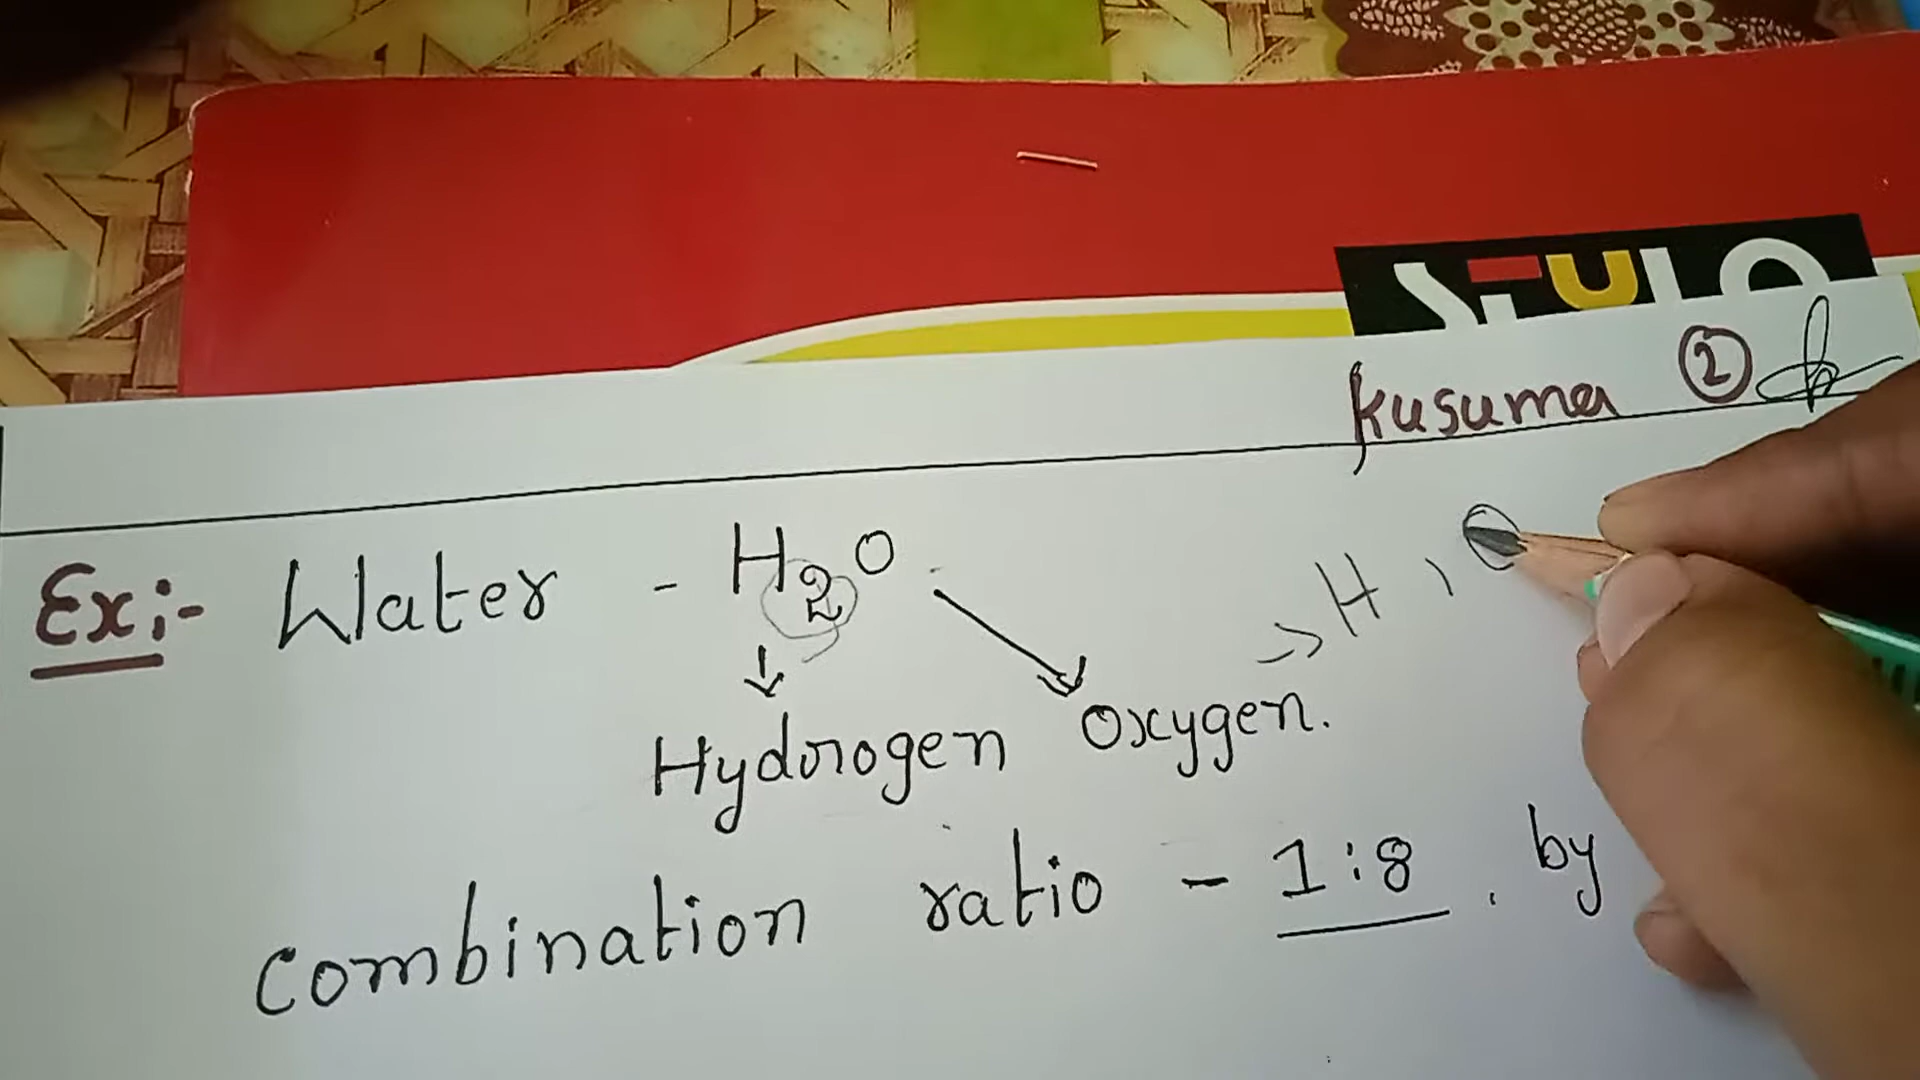 Kusuma ②
Ex:- Water - H₂O
→ H , O
Hydrogen Oxygen.
Combination ratio - 1:8 . by